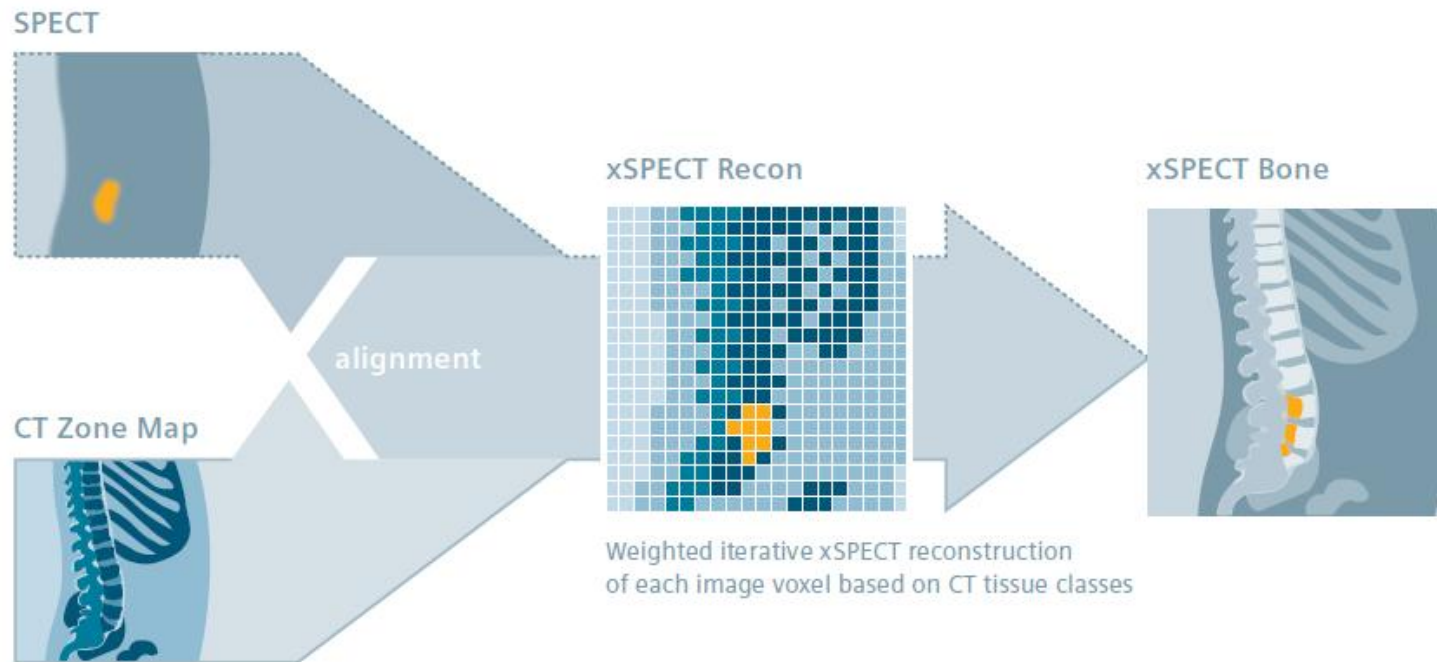 SPECT
xSPECT Recon
xSPECT Bone
alignment
CT Zone Map
Weighted iterative xSPECT reconstruction
of each image voxel based on CT tissue classes